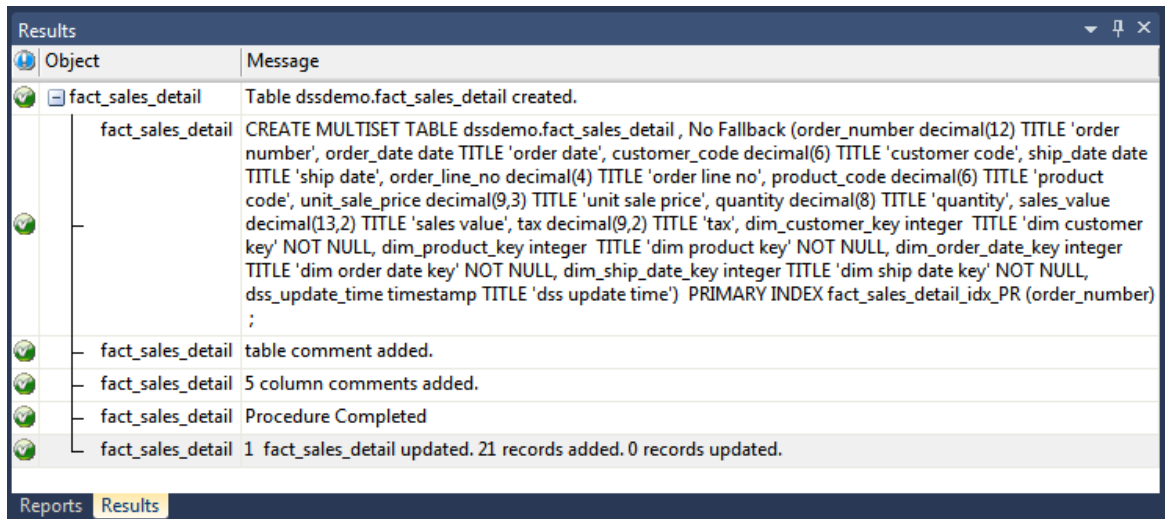 Results
Object Message
fact_sales_detail Table dssdemo.fact_sales_detail created.
fact_sales_detail CREATE MULTISET TABLE dssdemo.fact_sales_detail , No Fallback (order_number decimal(12) TITLE 'order
number', order_date date TITLE 'order date', customer_code decimal(6) TITLE 'customer code', ship_date date
TITLE 'ship date', order_line_no decimal(4) TITLE 'order line no', product_code decimal(6) TITLE 'product
code', unit_sale_price decimal(9,3) TITLE 'unit sale price', quantity decimal(8) TITLE 'quantity', sales_value
decimal(13,2) TITLE 'sales value', tax decimal(9,2) TITLE 'tax', dim_customer_key integer  TITLE 'dim customer
key' NOT NULL, dim_product_key integer  TITLE 'dim product key' NOT NULL, dim_order_date_key integer
TITLE 'dim order date key' NOT NULL, dim_ship_date_key integer TITLE 'dim ship date key' NOT NULL,
dss_update_time timestamp TITLE 'dss update time')  PRIMARY INDEX fact_sales_detail_idx_PR (order_number)
;
fact_sales_detail table comment added.
fact_sales_detail 5 column comments added.
fact_sales_detail Procedure Completed
fact_sales_detail 1  fact_sales_detail updated. 21 records added. 0 records updated.
Reports Results